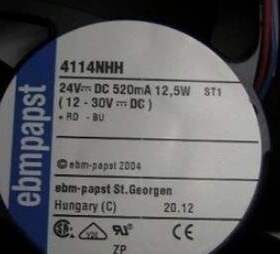 ebmpapst
4114NHH
24V⎓ DC 520mA 12,5W ST1
(12 - 30V⎓ DC)
+ RD - BU
© ebm-papst 2004
ebm-papst St.Georgen
Hungary (C) 20.12
CE
ZP